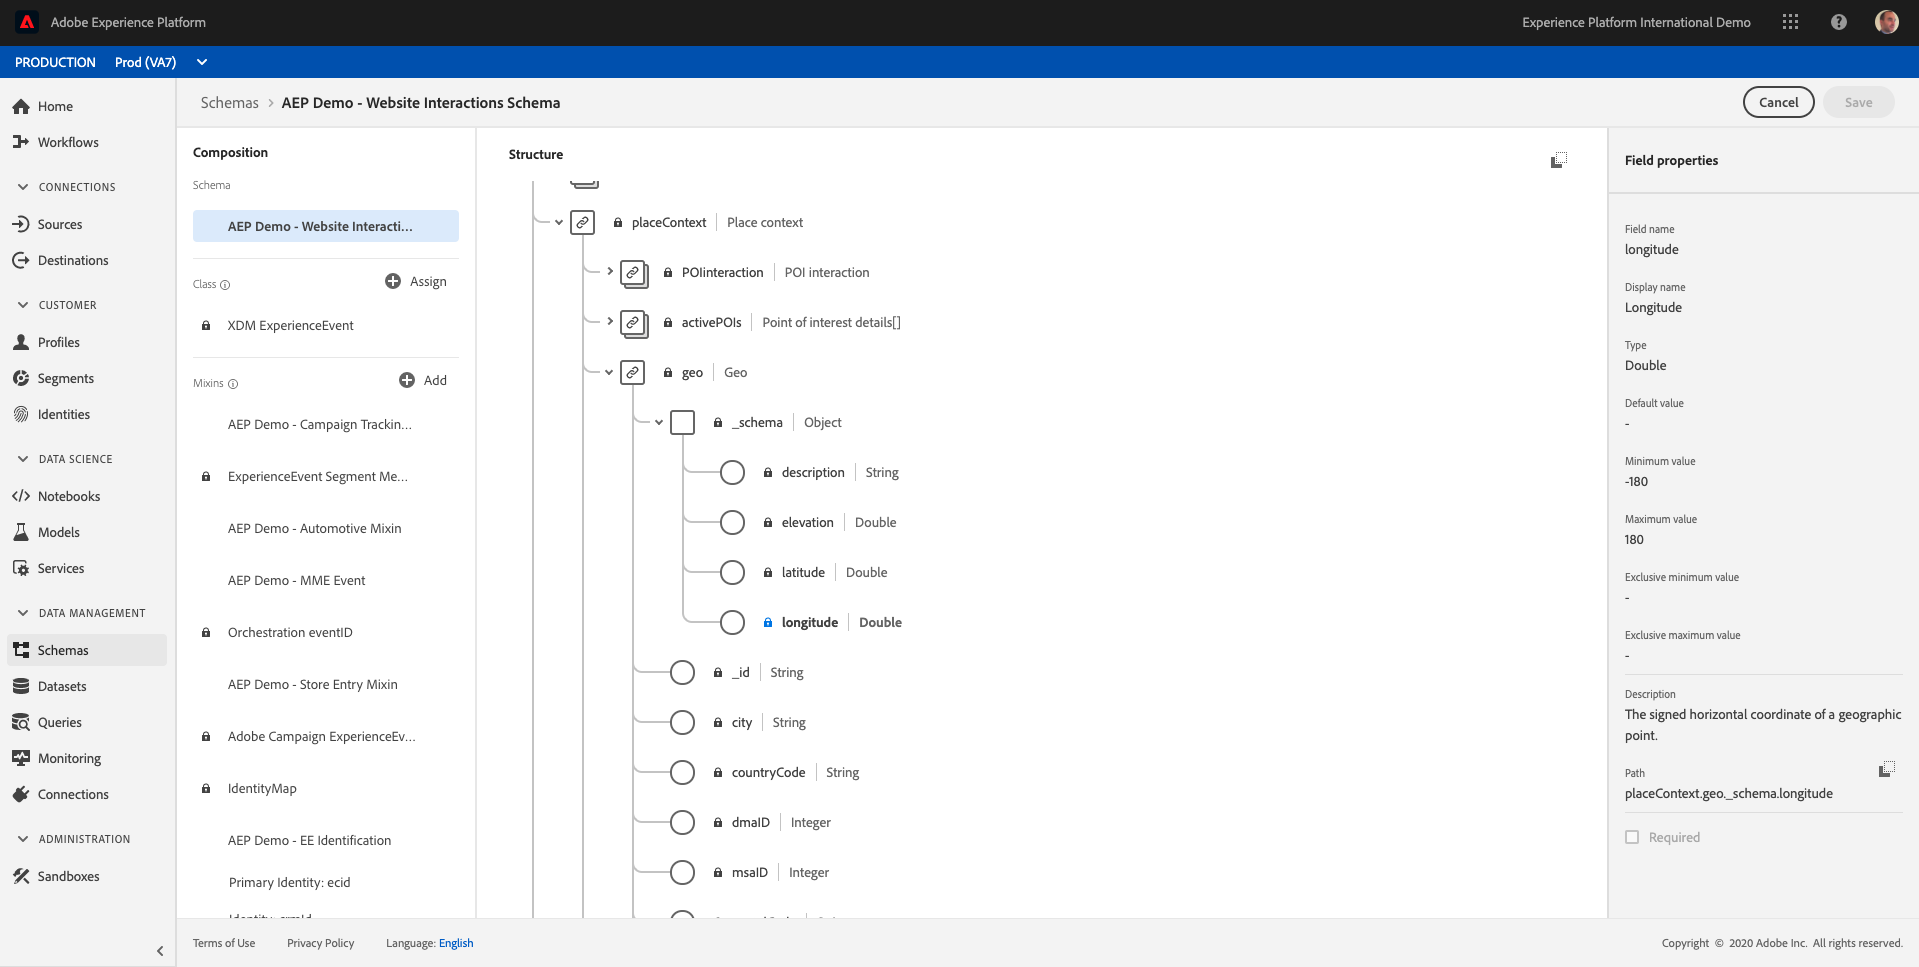 Adobe Experience Platform
Experience Platform International Demo
PRODUCTION Prod (VA7)
Home
Workflows
CONNECTIONS
Sources
Destinations
CUSTOMER
Profiles
Segments
Identities
DATA SCIENCE
Notebooks
Models
Services
DATA MANAGEMENT
Schemas
Datasets
Queries
Monitoring
Connections
ADMINISTRATION
Sandboxes
Schemas > AEP Demo - Website Interactions Schema
Cancel
Save
Composition
Schema
AEP Demo - Website Interacti...
Class
Assign
XDM ExperienceEvent
Mixins
Add
AEP Demo - Campaign Trackin...
ExperienceEvent Segment Me...
AEP Demo - Automotive Mixin
AEP Demo - MME Event
Orchestration eventID
AEP Demo - Store Entry Mixin
Adobe Campaign ExperienceEv...
IdentityMap
AEP Demo - EE Identification
Primary Identity: ecid
Structure
placeContext Place context
POIinteraction POI interaction
activePOIs Point of interest details[]
geo Geo
_schema Object
description String
elevation Double
latitude Double
longitude Double
_id String
city String
countryCode String
dmaID Integer
msaID Integer
Field properties
Field name
longitude
Display name
Longitude
Type
Double
Default value
-
Minimum value
-180
Maximum value
180
Exclusive minimum value
-
Exclusive maximum value
-
Description
The signed horizontal coordinate of a geographic
point.
Path
placeContext.geo._schema.longitude
Required
Terms of Use Privacy Policy Language: English
Copyright © 2020 Adobe Inc. All rights reserved.